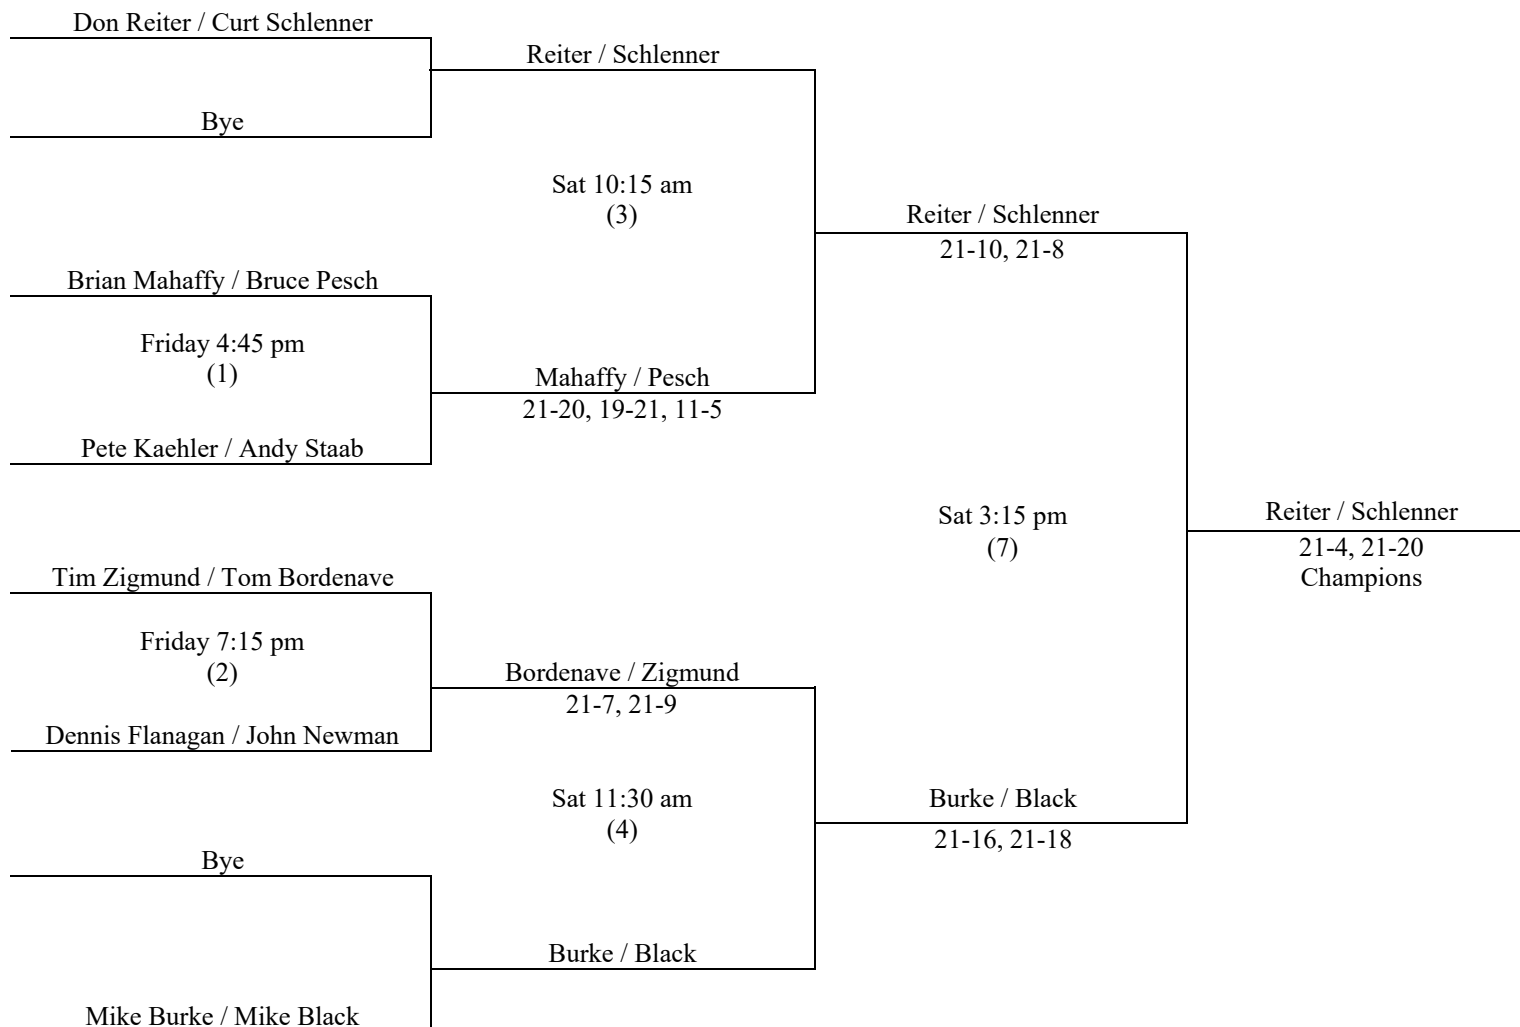 Don Reiter / Curt Schlenner
Reiter / Schlenner
Bye
Sat 10:15 am
(3)
Reiter / Schlenner
21-10, 21-8
Brian Mahaffy / Bruce Pesch
Friday 4:45 pm
(1)
Mahaffy / Pesch
21-20, 19-21, 11-5
Pete Kaehler / Andy Staab
Sat 3:15 pm
(7)
Reiter / Schlenner
21-4, 21-20
Champions
Tim Zigmund / Tom Bordenave
Friday 7:15 pm
(2)
Bordenave / Zigmund
21-7, 21-9
Dennis Flanagan / John Newman
Sat 11:30 am
(4)
Burke / Black
21-16, 21-18
Bye
Burke / Black
Mike Burke / Mike Black